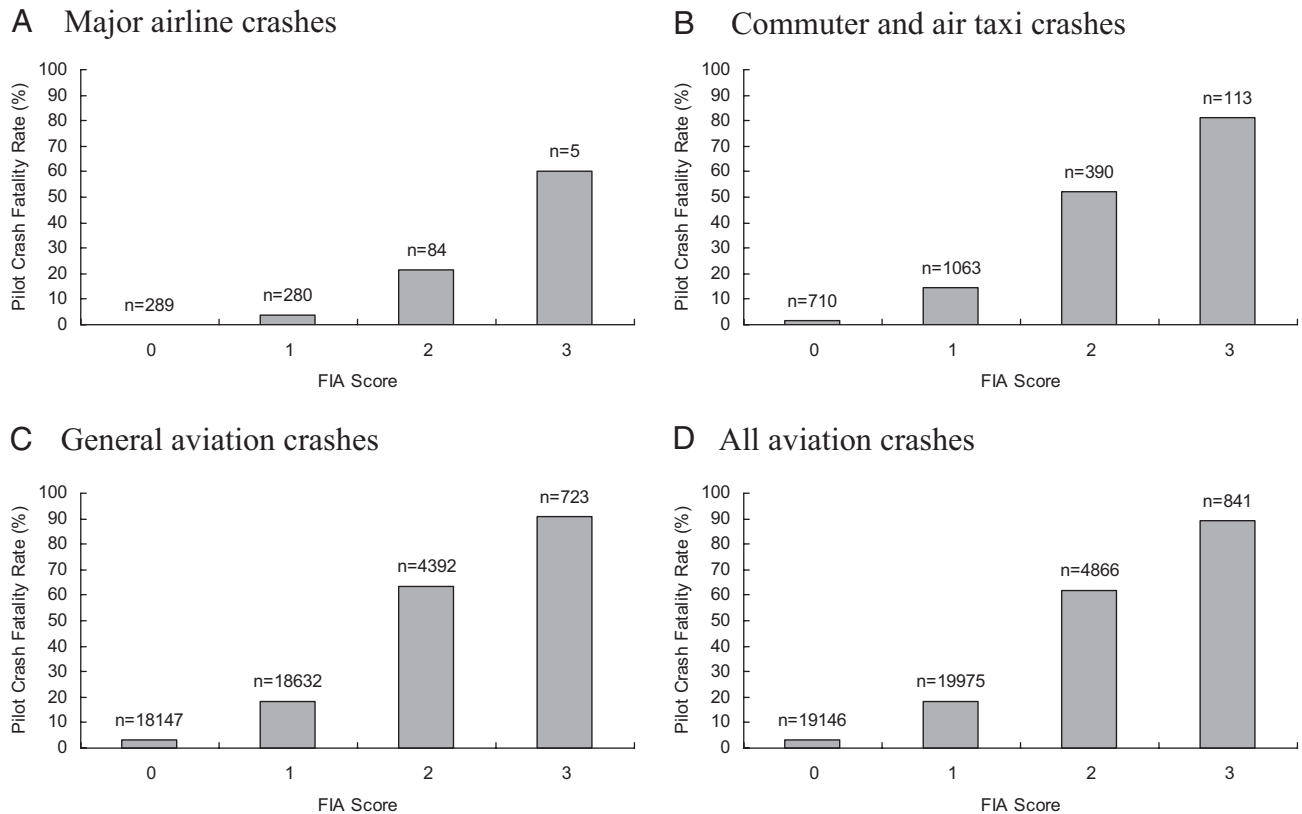 A Major airline crashes
Pilot Crash Fatality Rate (%)
100
90
80
70
60
50
40
30
20
10
0
n=289
n=280
n=84
n=5
0 1 2 3
FIA Score
B Commuter and air taxi crashes
Pilot Crash Fatality Rate (%)
100
90
80
70
60
50
40
30
20
10
0
n=710
n=1063
n=390
n=113
0 1 2 3
FIA Score
C General aviation crashes
Pilot Crash Fatality Rate (%)
100
90
80
70
60
50
40
30
20
10
0
n=18147
n=18632
n=4392
n=723
0 1 2 3
FIA Score
D All aviation crashes
Pilot Crash Fatality Rate (%)
100
90
80
70
60
50
40
30
20
10
0
n=19146
n=19975
n=4866
n=841
0 1 2 3
FIA Score